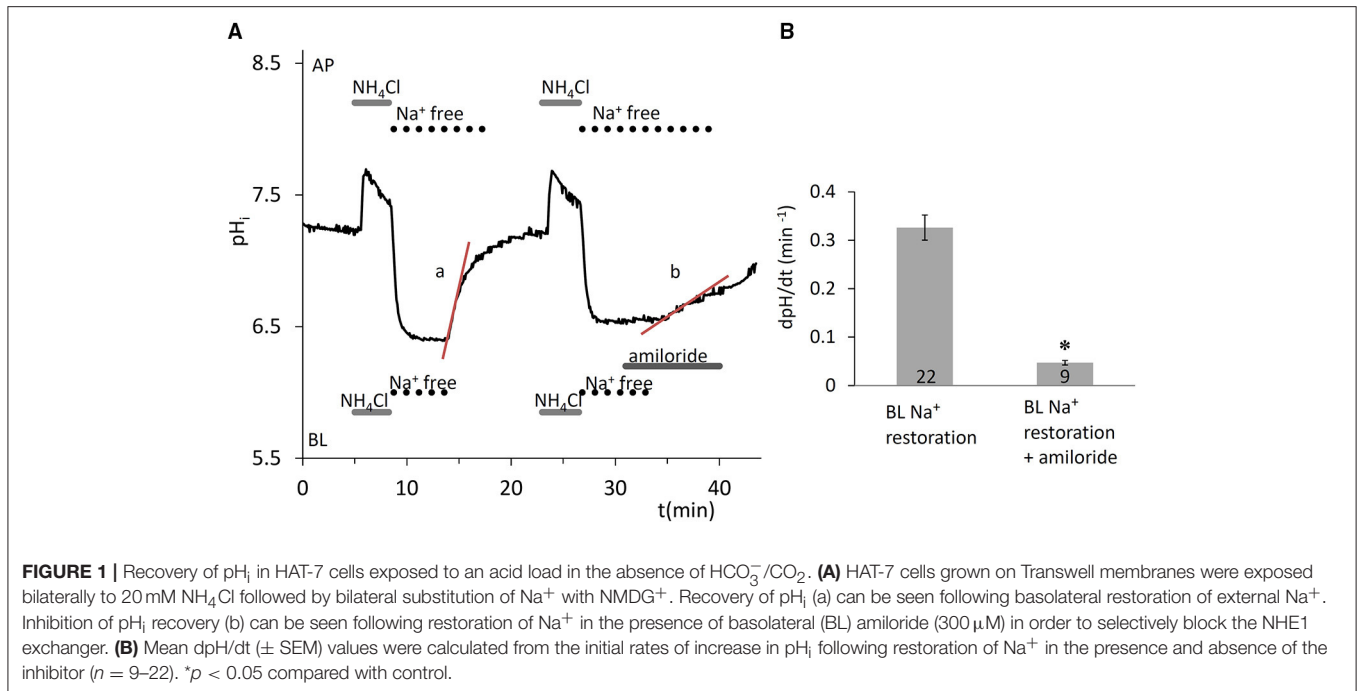 A
B
AP
8.5
7.5
6.5
5.5
pHᵢ
NH₄Cl
Na⁺ free
NH₄Cl
Na⁺ free
a
b
amiloride
Na⁺ free
NH₄Cl
Na⁺ free
NH₄Cl
BL
0 10 20 30 40
t(min)
dpH/dt (min ⁻¹)
0.4
0.3
0.2
0.1
0
*
22
9
BL Na⁺
restoration
BL Na⁺
restoration
+ amiloride
FIGURE 1 | Recovery of pHᵢ in HAT-7 cells exposed to an acid load in the absence of HCO₃⁻/CO₂. (A) HAT-7 cells grown on Transwell membranes were exposed
bilaterally to 20 mM NH₄Cl followed by bilateral substitution of Na⁺ with NMDG⁺. Recovery of pHᵢ (a) can be seen following basolateral restoration of external Na⁺.
Inhibition of pHᵢ recovery (b) can be seen following restoration of Na⁺ in the presence of basolateral (BL) amiloride (300 μM) in order to selectively block the NHE1
exchanger. (B) Mean dpH/dt (± SEM) values were calculated from the initial rates of increase in pHᵢ following restoration of Na⁺ in the presence and absence of the
inhibitor (n = 9–22). *p < 0.05 compared with control.